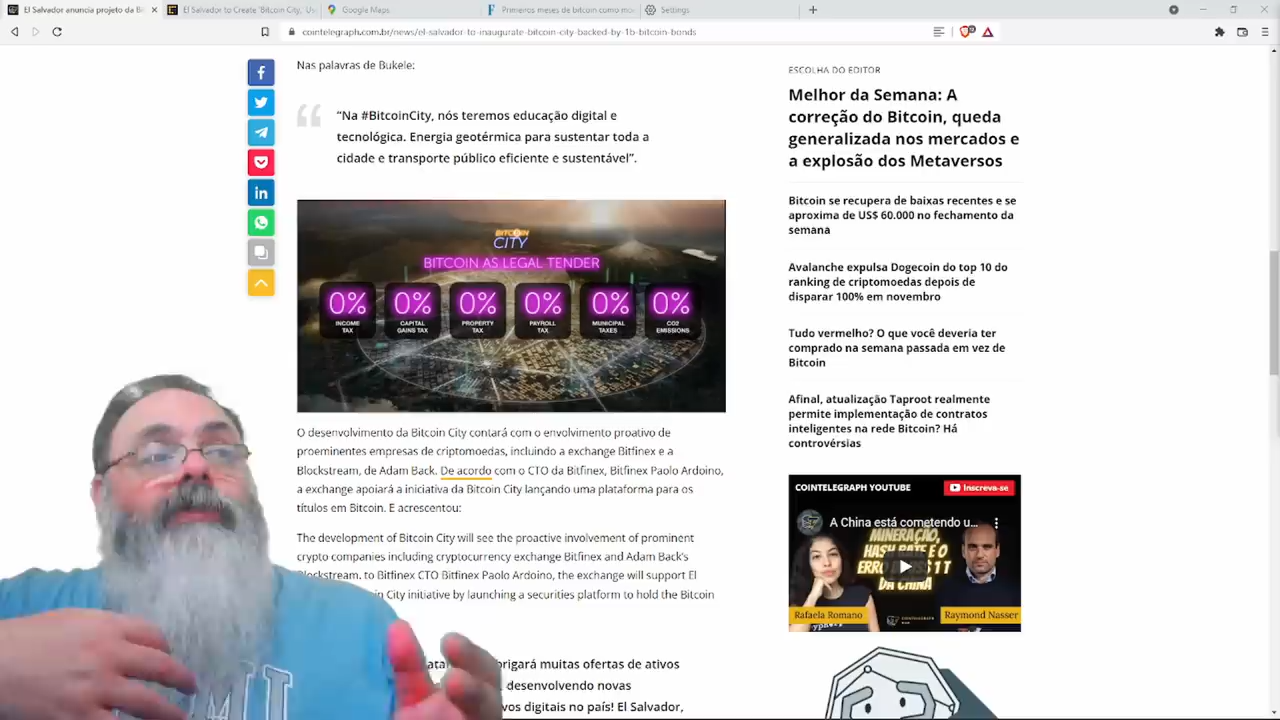 El Salvador anuncia projeto da Bi
El Salvador to Create 'Bitcoin City,' Us
Google Maps
Primeiros meses de bitcoin como mo
Settings
cointelegraph.com.br/news/el-salvador-to-inaugurate-bitcoin-city-backed-by-1b-bitcoin-bonds
Nas palavras de Bukele:
“Na #BitcoinCity, nós teremos educação digital e
tecnológica. Energia geotérmica para sustentar toda a
cidade e transporte público eficiente e sustentável”.
BITCOIN
CITY
BITCOIN AS LEGAL TENDER
0% 0% 0% 0% 0% 0%
INCOME TAX
CAPITAL GAINS TAX
PROPERTY TAX
PAYROLL TAX
MUNICIPAL TAXES
CO2 EMISSIONS
O desenvolvimento da Bitcoin City contará com o envolvimento proativo de
proeminentes empresas de criptomoedas, incluindo a exchange Bitfinex e a
Blockstream, de Adam Back. De acordo com o CTO da Bitfinex, Bitfinex Paolo Ardoino,
a exchange apoiará a iniciativa da Bitcoin City lançando uma plataforma para os
títulos em Bitcoin. E acrescentou:
The development of Bitcoin City will see the proactive involvement of prominent
crypto companies including cryptocurrency exchange Bitfinex and Adam Back's
Blockstream. to Bitfinex CTO Bitfinex Paolo Ardoino, the exchange will support El
City initiative by launching a securities platform to hold the Bitcoin
brigará muitas ofertas de ativos
desenvolvendo novas
vos digitais no país! El Salvador,
ESCOLHA DO EDITOR
Melhor da Semana: A
correção do Bitcoin, queda
generalizada nos mercados e
a explosão dos Metaversos
Bitcoin se recupera de baixas recentes e se
aproxima de US$ 60.000 no fechamento da
semana
Avalanche expulsa Dogecoin do top 10 do
ranking de criptomoedas depois de
disparar 100% em novembro
Tudo vermelho? O que você deveria ter
comprado na semana passada em vez de
Bitcoin
Afinal, atualização Taproot realmente
permite implementação de contratos
inteligentes na rede Bitcoin? Há
controvérsias
COINTELEGRAPH YOUTUBE
Inscreva-se
A China está cometendo u...
MINERAÇÃO,
HASH RATE E O
ERRO
DA CHINA
Rafaela Romano
Raymond Nasser